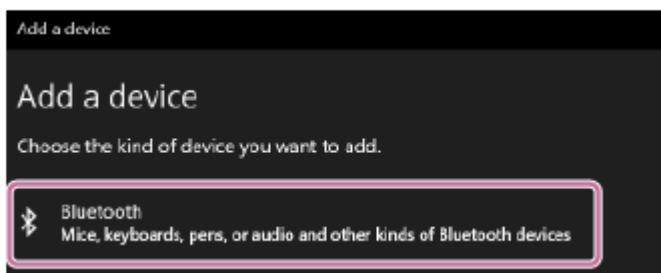 Add a device
Add a device
Choose the kind of device you want to add.
Bluetooth
Mice, keyboards, pens, or audio and other kinds of Bluetooth devices